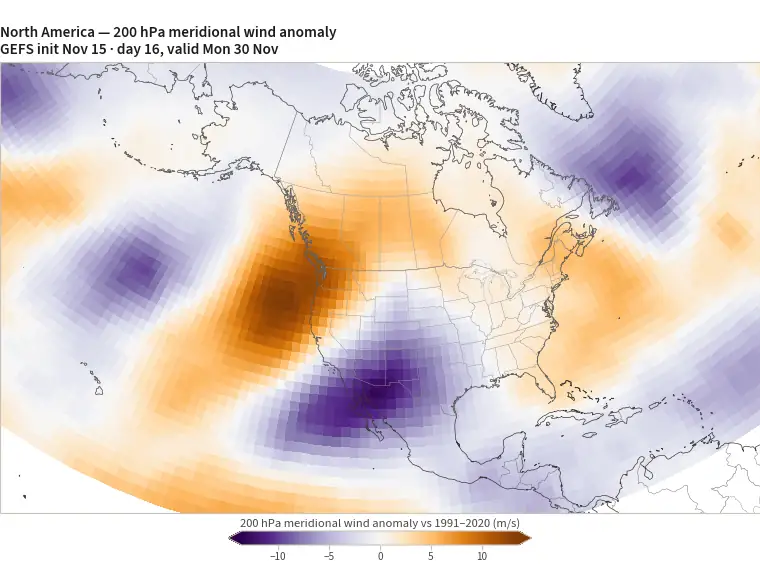 North America — 200 hPa meridional wind anomaly
GEFS init Nov 15 · day 16, valid Mon 30 Nov
200 hPa meridional wind anomaly vs 1991–2020 (m/s)
−10 −5 0 5 10